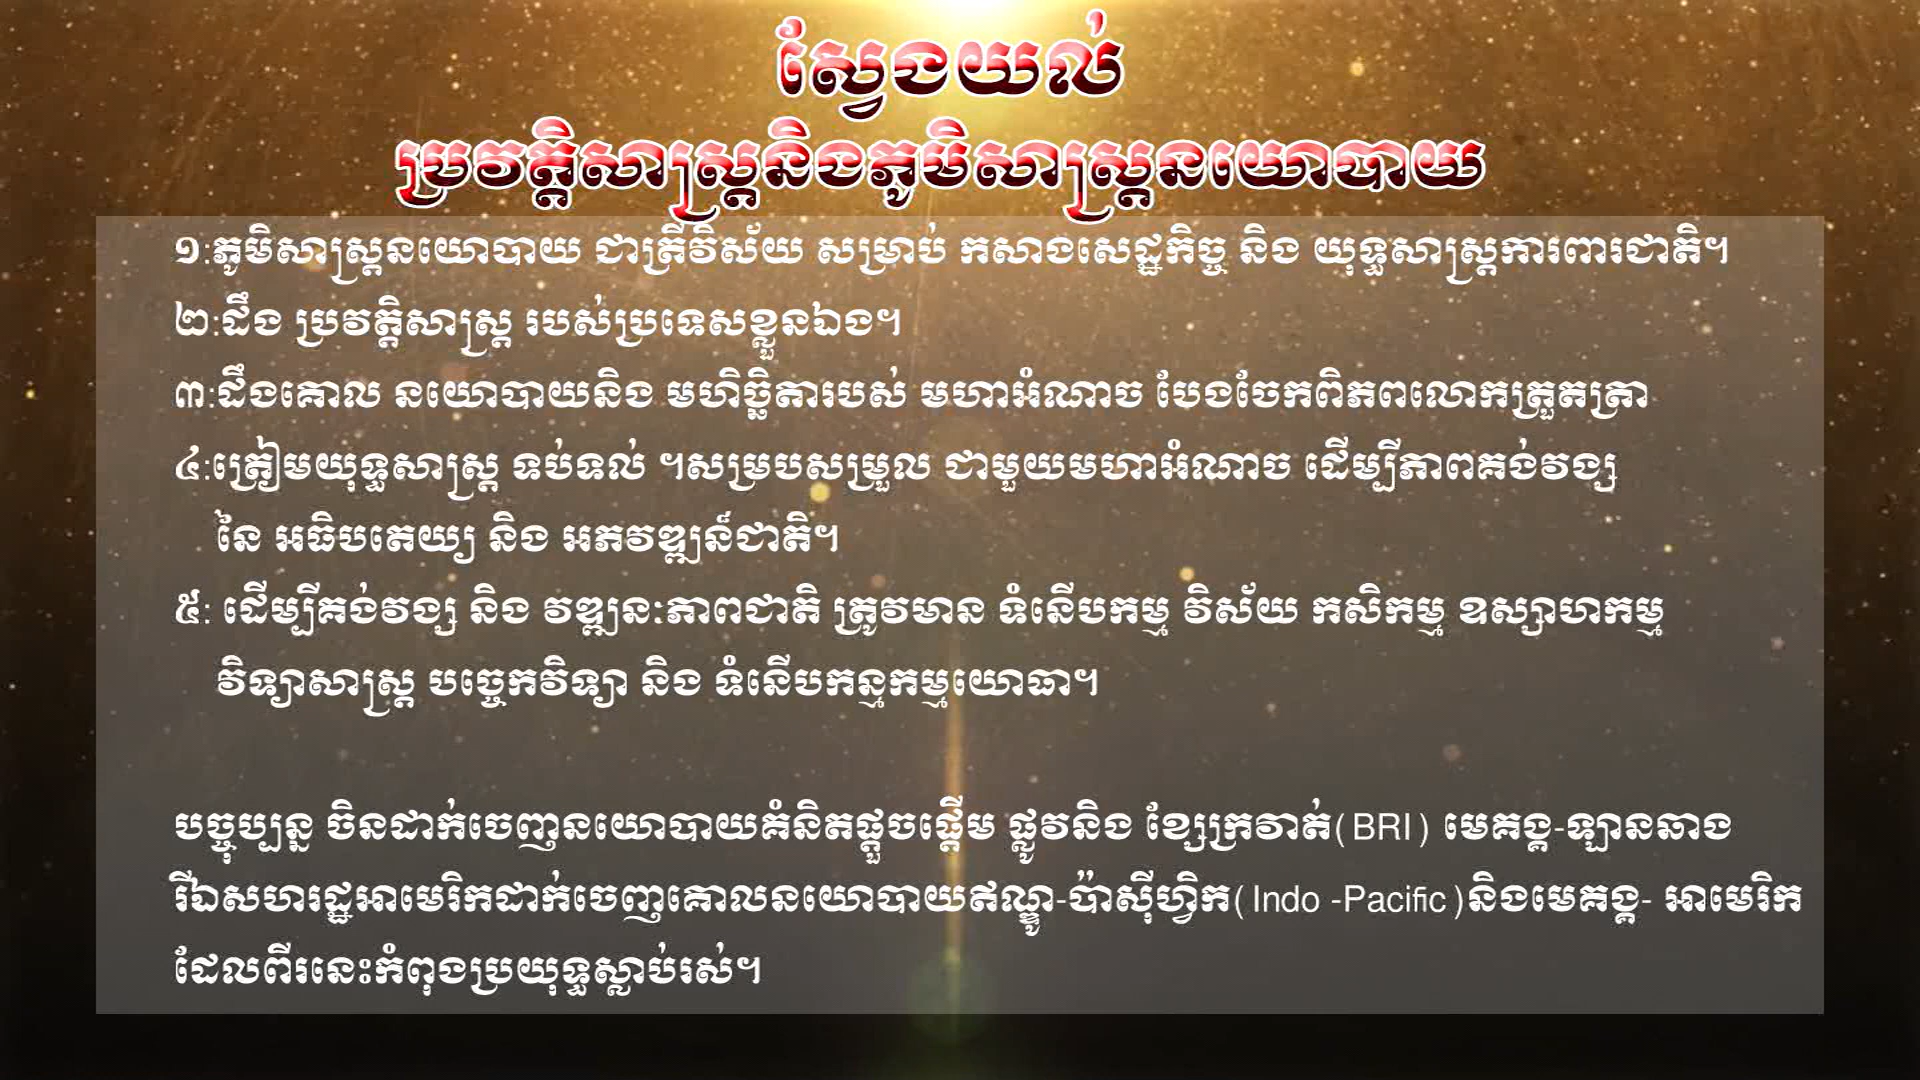 ស្វែងយល់
ប្រវត្តិសាស្ត្រនិងភូមិសាស្ត្រនយោបាយ
១:ភូមិសាស្ត្រនយោបាយ ជាត្រីវិស័យ សម្រាប់ កសាងសេដ្ឋកិច្ច និង យុទ្ធសាស្ត្រការពារជាតិ។
២:ដឹង ប្រវត្តិសាស្ត្រ របស់ប្រទេសខ្លួនឯង។
៣:ដឹងគោល នយោបាយនិង មហិច្ឆិតារបស់ មហាអំណាច បែងចែកពិភពលោកត្រួតត្រា
៤:ត្រៀមយុទ្ធសាស្ត្រ ទប់ទល់ ។សម្របសម្រួល ជាមួយមហាអំណាច ដើម្បីភាពគង់វង្ស
នៃ អធិបតេយ្យ និង អភវឌ្ឍន៍ជាតិ។
៥: ដើម្បីគង់វង្ស និង វឌ្ឍនៈភាពជាតិ ត្រូវមាន ទំនើបកម្ម វិស័យ កសិកម្ម ឧស្សាហកម្ម
វិទ្យាសាស្ត្រ បច្ចេកវិទ្យា និង ទំនើបកន្មកម្មយោធា។
បច្ចុប្បន្ន ចិនដាក់ចេញនយោបាយគំនិតផ្តួចផ្តើម ផ្លូវនិង ខ្សែក្រវាត់(BRI) មេគង្គ-ឡានឆាង
រីឯសហរដ្ឋអាមេរិកដាក់ចេញគោលនយោបាយឥណ្ឌូ-ប៉ាស៊ីហ្វិក(Indo -Pacific)និងមេគង្គ- អាមេរិក
ដែលពីរនេះកំពុងប្រយុទ្ធស្លាប់រស់។